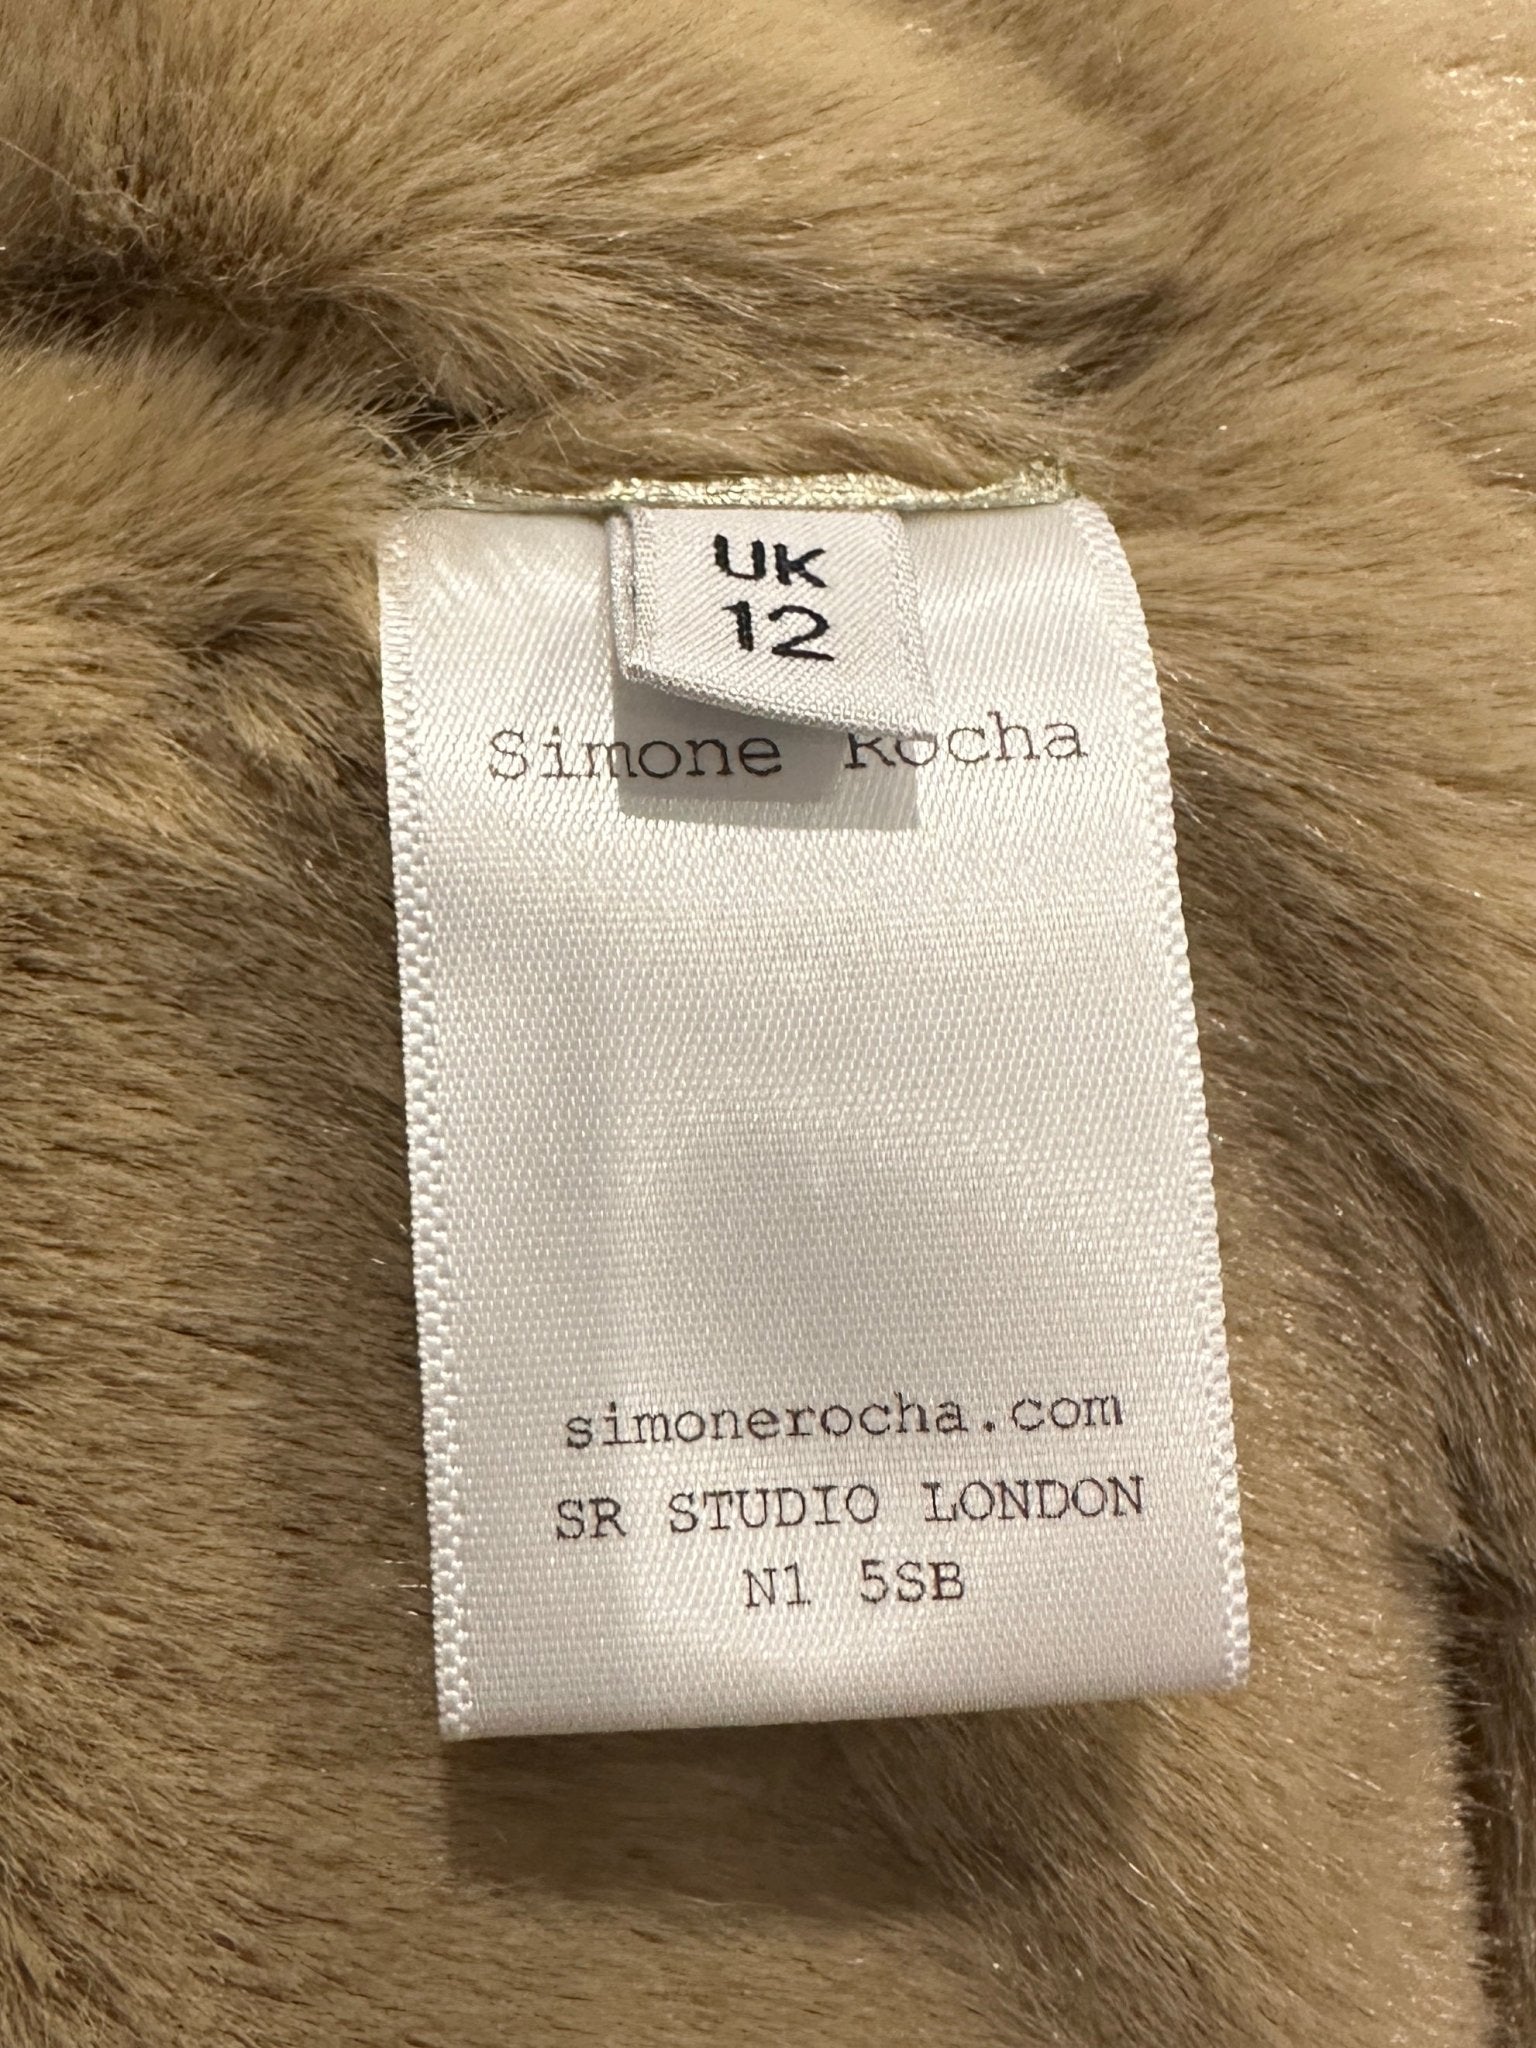 UK
12
Simone Rocha
simonerocha.com
SR STUDIO LONDON
N1 5SB